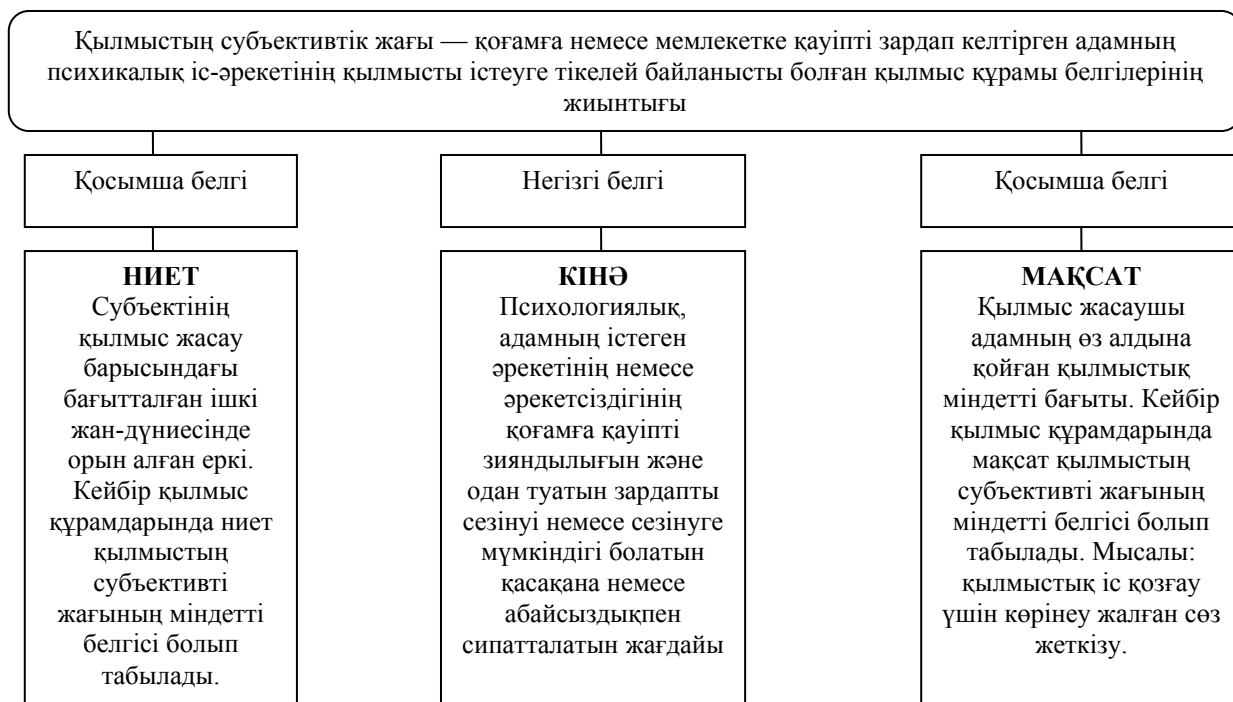 Қылмыстың субъективтік жағы — қоғамға немесе мемлекетке қауіпті зардап келтірген адамның
психикалық іс-әрекетінің қылмысты істеуге тікелей байланысты болған қылмыс құрамы белгілерінің
жиынтығы
Қосымша белгі
Негізгі белгі
Қосымша белгі
НИЕТ
Субъектінің
қылмыс жасау
барысындағы
бағытталған ішкі
жан-дүниесінде
орын алған еркі.
Кейбір қылмыс
құрамдарында ниет
қылмыстың
субъективті
жағының міндетті
белгісі болып
табылады.
КІНӘ
Психологиялық,
адамның істеген
әрекетінің немесе
әрекетсіздігінің
қоғамға қауіпті
зияндылығын және
одан туатын зардапты
сезінуі немесе сезінуге
мүмкіндігі болатын
қасақана немесе
абайсыздықпен
сипатталатын жағдайы
МАҚСАТ
Қылмыс жасаушы
адамның өз алдына
қойған қылмыстық
міндетті бағыты. Кейбір
қылмыс құрамдарында
мақсат қылмыстың
субъективті жағының
міндетті белгісі болып
табылады. Мысалы:
қылмыстық іс қозғау
үшін көрінеу жалған сөз
жеткізу.